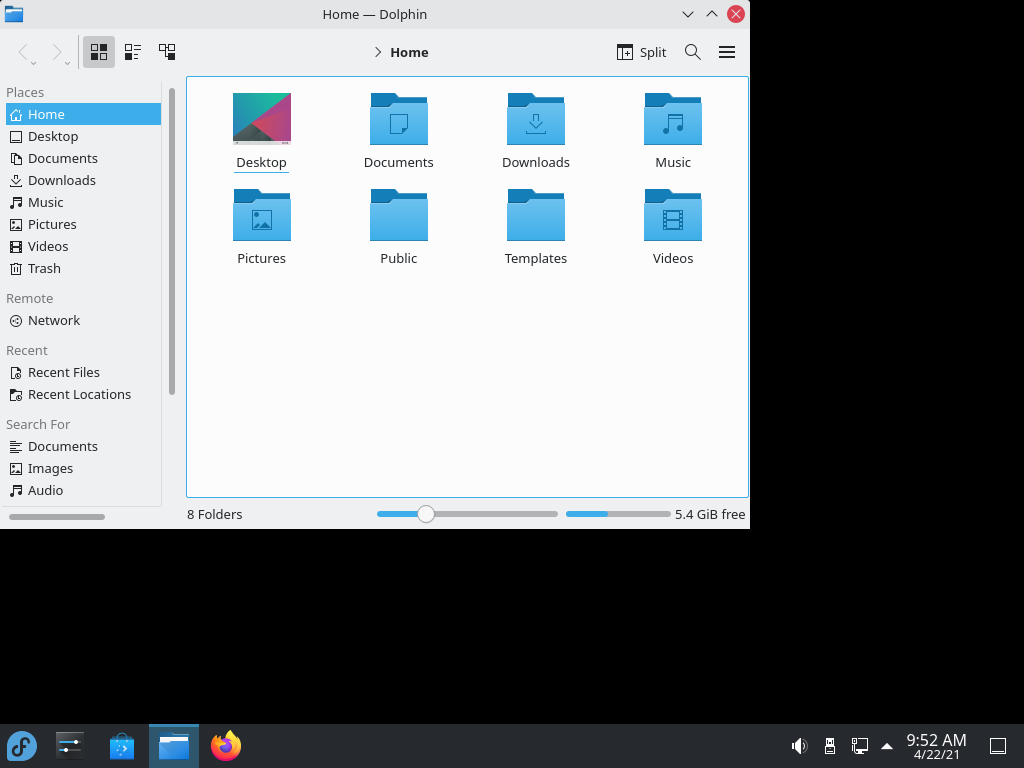 Home — Dolphin
Home
Split
Places
Home
Desktop
Documents
Downloads
Music
Pictures
Videos
Trash
Remote
Network
Recent
Recent Files
Recent Locations
Search For
Documents
Images
Audio
Desktop
Documents
Downloads
Music
Pictures
Public
Templates
Videos
8 Folders
5.4 GiB free
9:52 AM
4/22/21